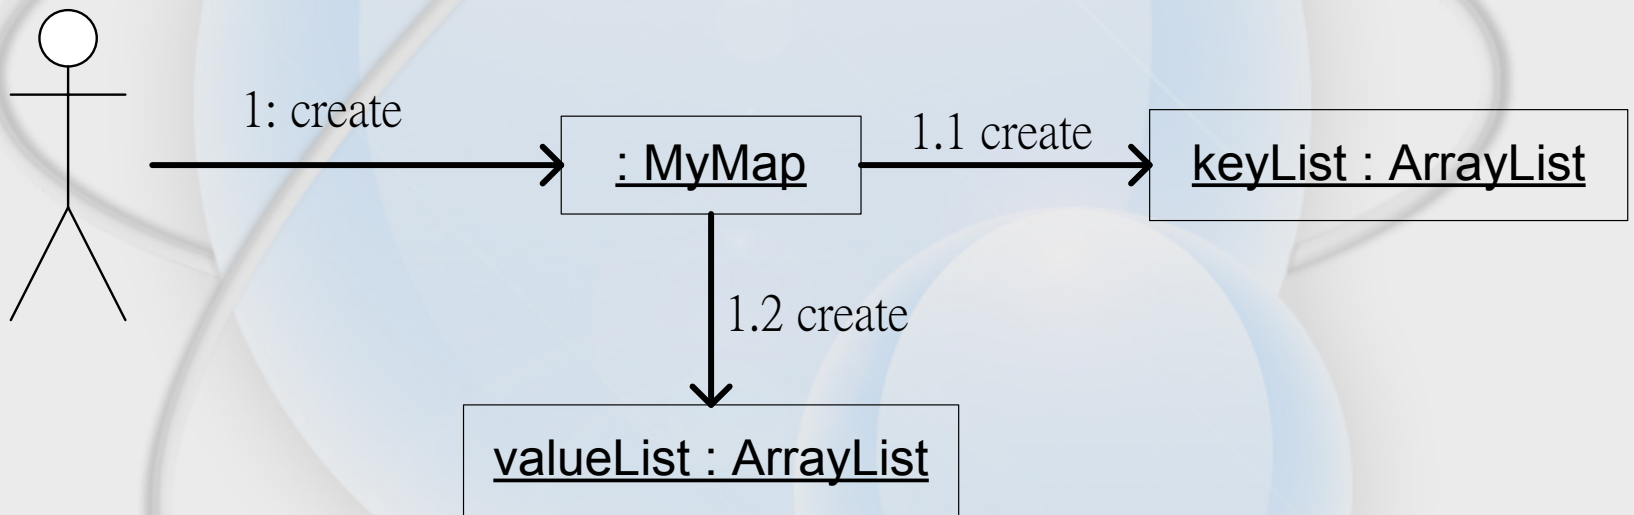 1: create
: MyMap
1.1 create
keyList : ArrayList
1.2 create
valueList : ArrayList